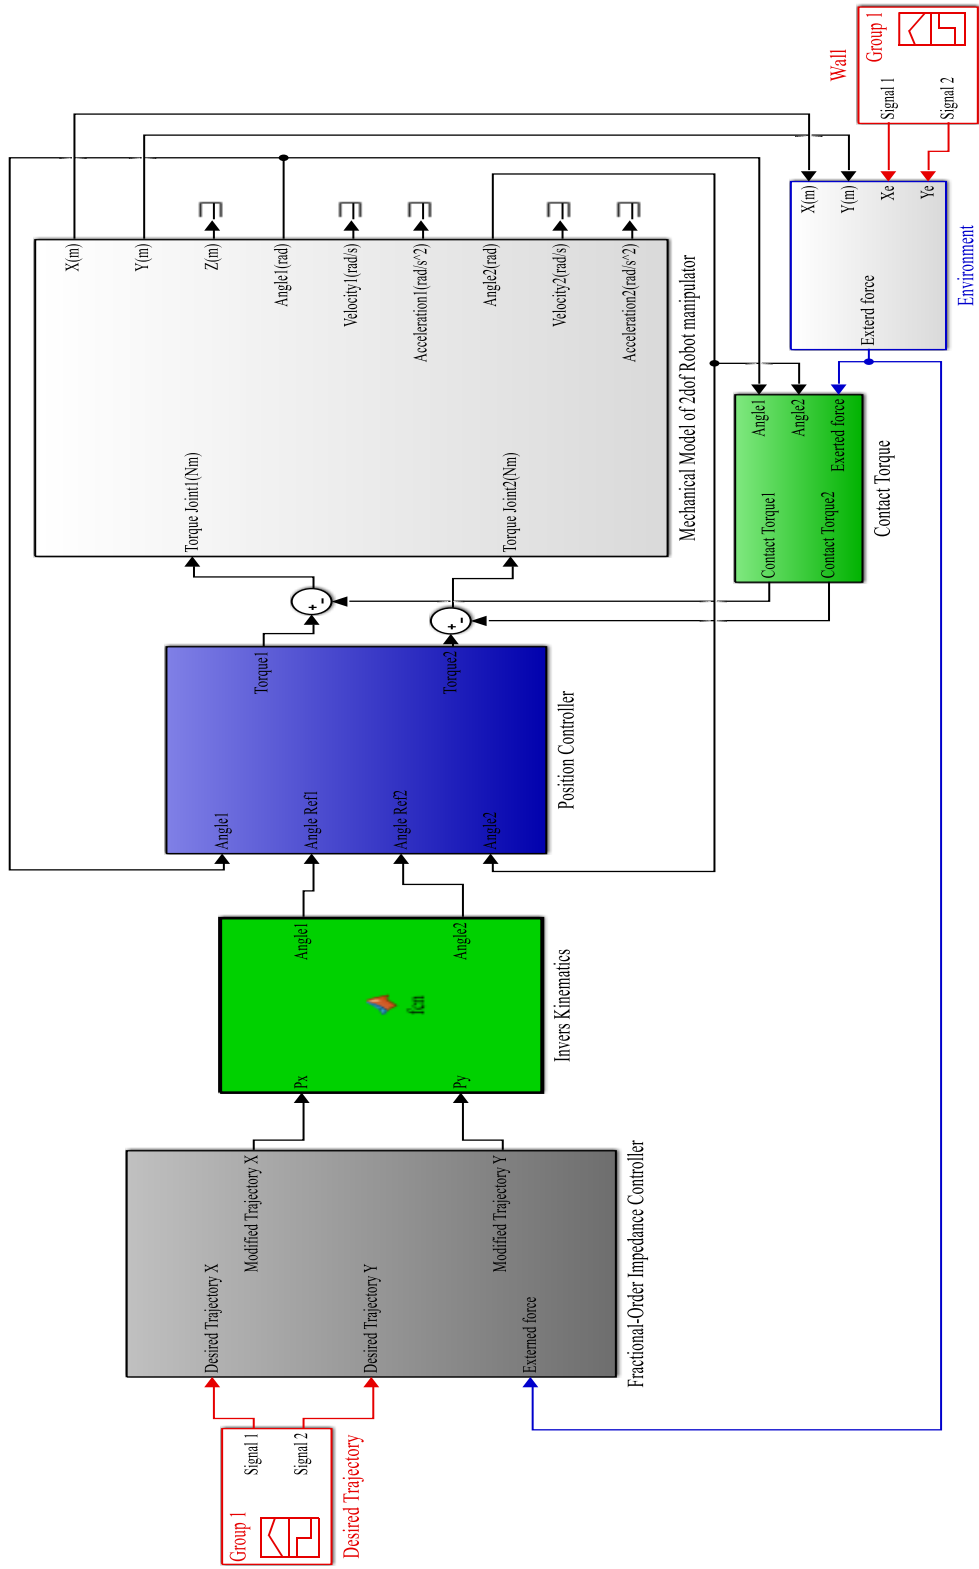 Group 1
Signal 1
Signal 2
Desired Trajectory
Desired Trajectory X
Desired Trajectory Y
Externed force
Modified Trajectory X
Modified Trajectory Y
Fractional-Order Impedance Controller
Px
Py
fcn
Angle1
Angle2
Invers Kinematics
Angle1
Angle Ref1
Angle Ref2
Angle2
Torque1
Torque2
Position Controller
+
-
+
-
Torque Joint1(Nm)
Torque Joint2(Nm)
X(m)
Y(m)
Z(m)
Angle1(rad)
Velocity1(rad/s)
Acceleration1(rad/s^2)
Angle2(rad)
Velocity2(rad/s)
Acceleration2(rad/s^2)
Mechanical Model of 2dof Robot manipulator
Contact Torque1
Contact Torque2
Angle1
Angle2
Exerted force
Contact Torque
Exterd force
X(m)
Y(m)
Xe
Ye
Environment
Wall
Group 1
Signal 1
Signal 2